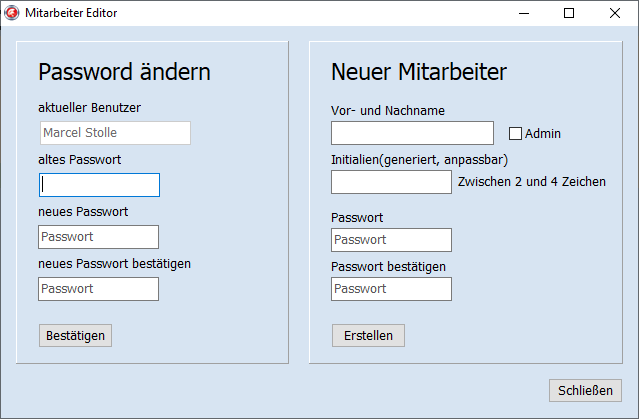 Mitarbeiter Editor
Password ändern
aktueller Benutzer
Marcel Stolle
altes Passwort
neues Passwort
Passwort
neues Passwort bestätigen
Passwort
Bestätigen
Neuer Mitarbeiter
Vor- und Nachname
Admin
Initialien(generiert, anpassbar)
Zwischen 2 und 4 Zeichen
Passwort
Passwort
Passwort bestätigen
Passwort
Erstellen
Schließen